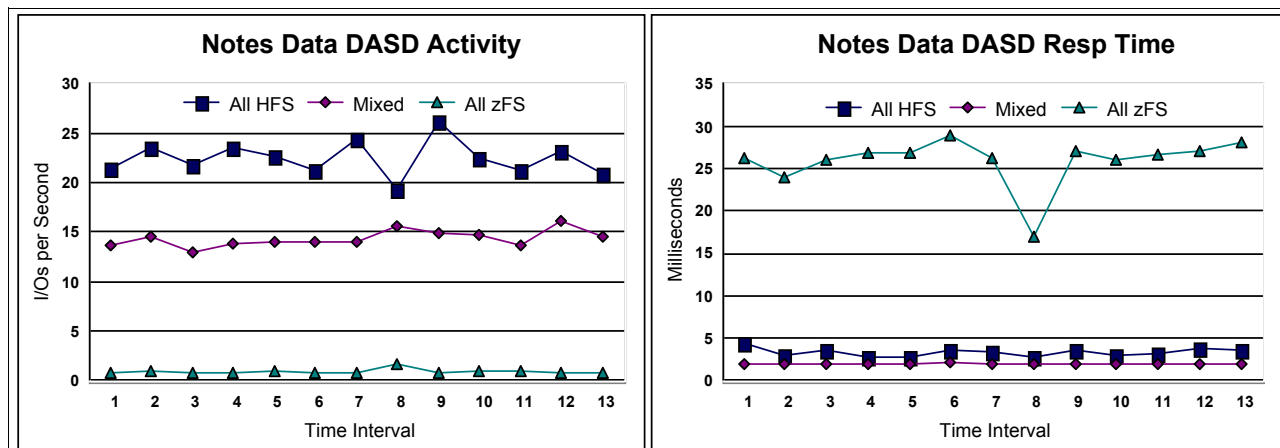 Notes Data DASD Activity
30
25
20
15
10
5
0
I/Os per Second
All HFS Mixed All zFS
1 2 3 4 5 6 7 8 9 10 11 12 13
Time Interval
Notes Data DASD Resp Time
35
30
25
20
15
10
5
0
Milliseconds
All HFS Mixed All zFS
1 2 3 4 5 6 7 8 9 10 11 12 13
Time Interval